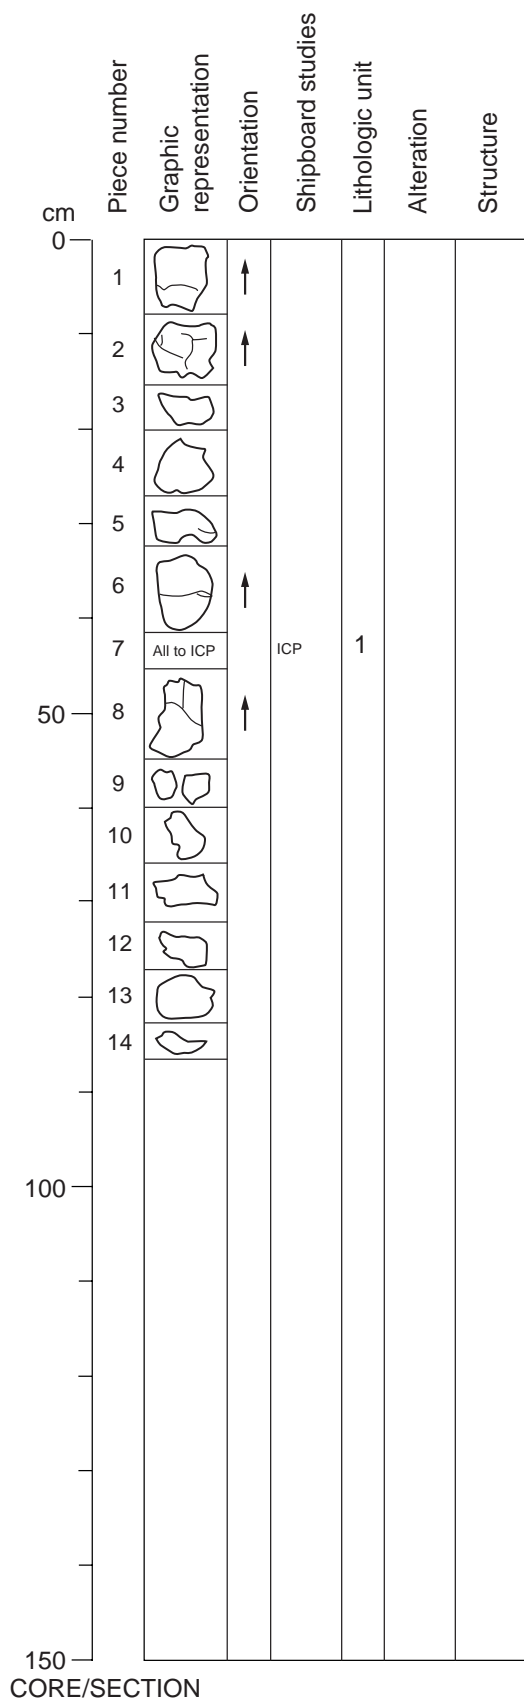 cm
Piece number
Graphic
representation
Orientation
Shipboard studies
Lithologic unit
Alteration
Structure
0
1
2
3
4
5
6
7 All to ICP ICP 1
50
8
9
10
11
12
13
14
100
150
CORE/SECTION